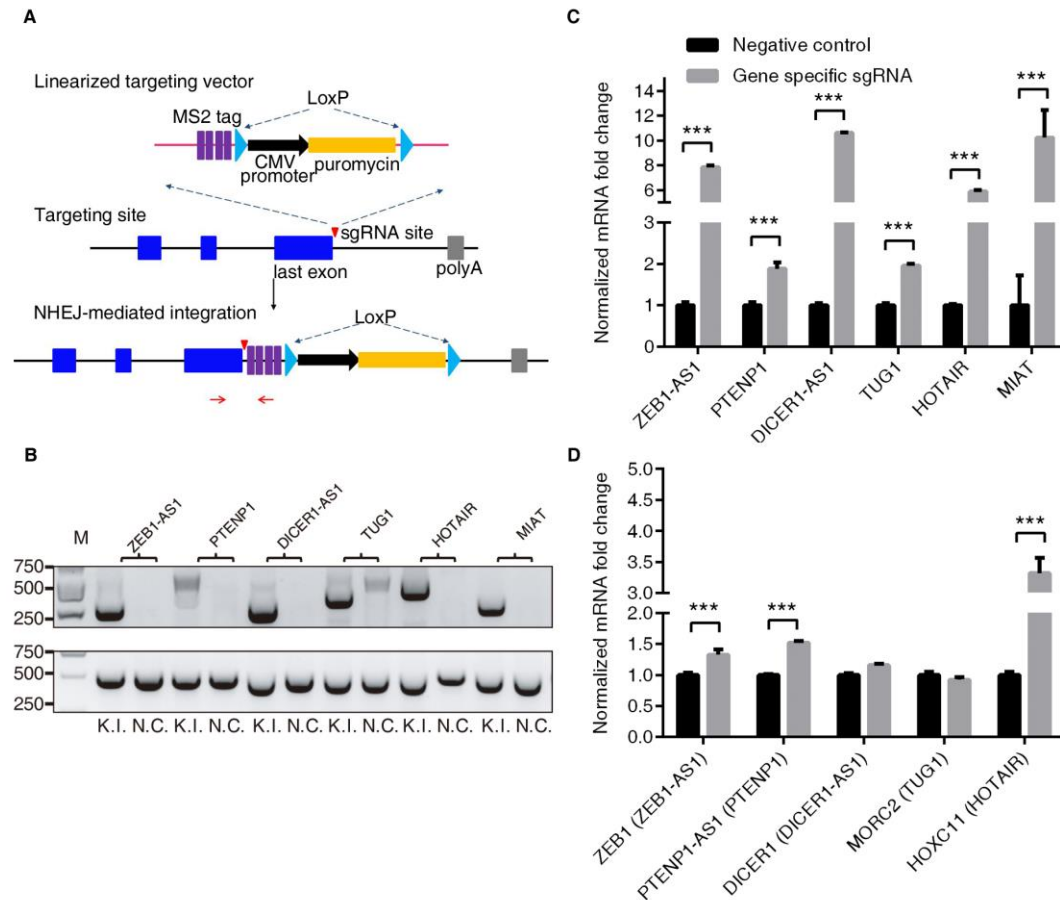 A
Linearized targeting vector
LoxP
MS2 tag
CMV
promoter
puromycin
Targeting site
sgRNA site
last exon
polyA
NHEJ-mediated integration
LoxP
B
M
ZEB1-AS1
PTENP1
DICER1-AS1
TUG1
HOTAIR
MIAT
750
500
250
750
500
250
K.I. N.C. K.I. N.C. K.I. N.C. K.I. N.C. K.I. N.C. K.I. N.C.
C
Negative control
Gene specific sgRNA
Normalized mRNA fold change
14
12
10
8
6
4
2
1
0
***
***
***
***
***
***
ZEB1-AS1
PTENP1
DICER1-AS1
TUG1
HOTAIR
MIAT
D
Normalized mRNA fold change
5.0
4.5
4.0
3.5
3.0
2.0
1.5
1.0
0.5
0.0
***
***
***
ZEB1 (ZEB1-AS1)
PTENP1-AS1 (PTENP1)
DICER1 (DICER1-AS1)
MORC2 (TUG1)
HOXC11 (HOTAIR)